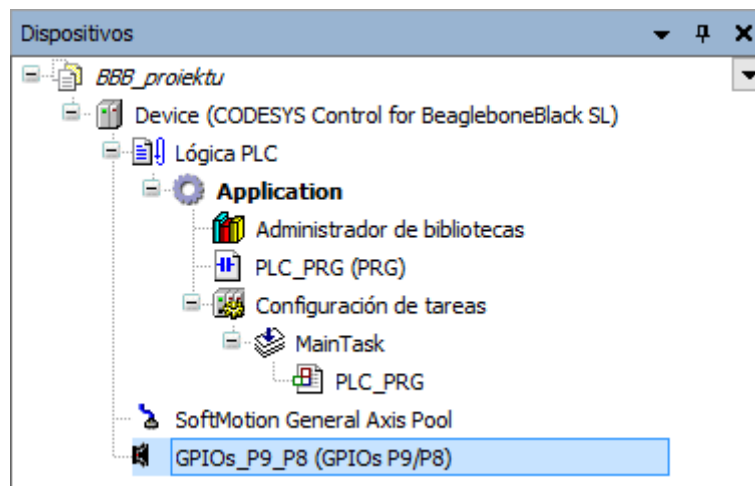 Dispositivos
BBB_proiektu
Device (CODESYS Control for BeagleboneBlack SL)
Lógica PLC
Application
Administrador de bibliotecas
PLC_PRG (PRG)
Configuración de tareas
MainTask
PLC_PRG
SoftMotion General Axis Pool
GPIOs_P9_P8 (GPIOs P9/P8)